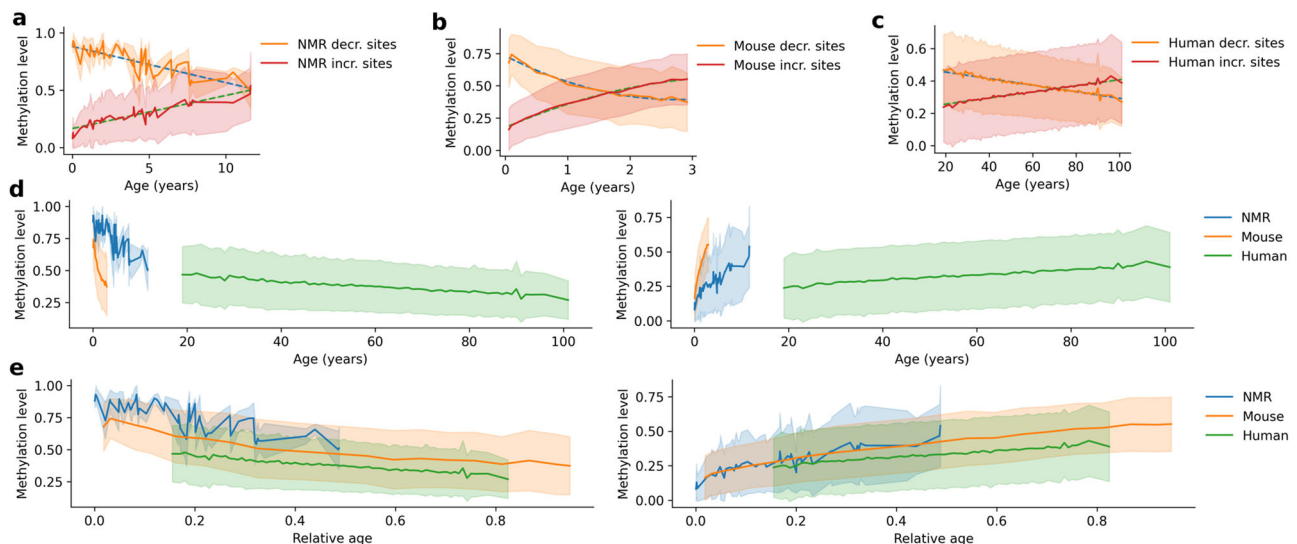 a
Methylation level
1.0
0.5
0.0
0
5
10
Age (years)
NMR decr. sites
NMR incr. sites
b
Methylation level
0.75
0.50
0.25
0.00
0
1
2
3
Age (years)
Mouse decr. sites
Mouse incr. sites
c
Methylation level
0.6
0.4
0.2
0.0
20
40
60
80
100
Age (years)
Human decr. sites
Human incr. sites
d
Methylation level
1.00
0.75
0.50
0.25
0
20
40
60
80
100
Age (years)
Methylation level
0.75
0.50
0.25
0.00
0
20
40
60
80
100
Age (years)
NMR
Mouse
Human
e
Methylation level
1.00
0.75
0.50
0.25
0.0
0.2
0.4
0.6
0.8
Relative age
Methylation level
0.75
0.50
0.25
0.00
0.0
0.2
0.4
0.6
0.8
Relative age
NMR
Mouse
Human